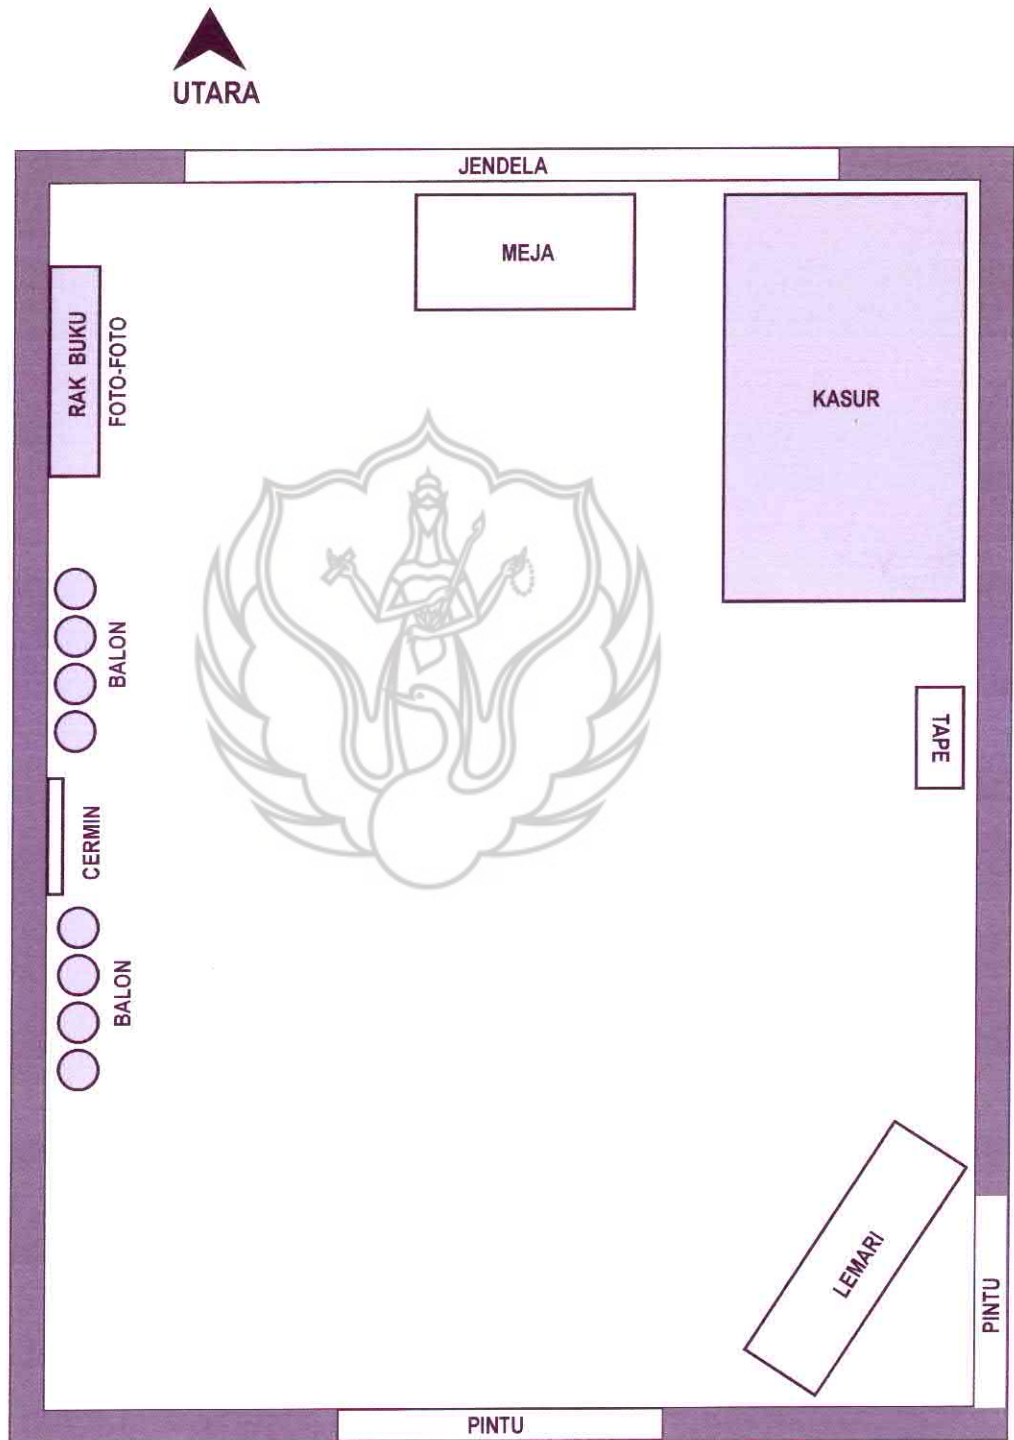 UTARA
JENDELA
MEJA
KASUR
RAK BUKU
FOTO-FOTO
BALON
TAPE
CERMIN
BALON
LEMARI
PINTU
PINTU